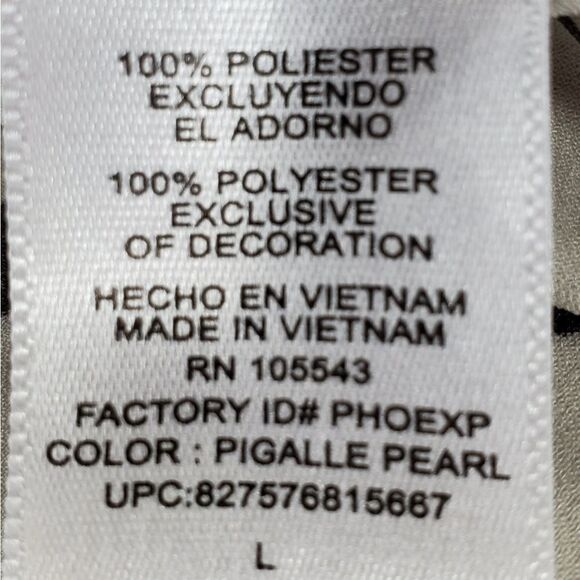 100% POLIESTER
EXCLUYENDO
EL ADORNO
100% POLYESTER
EXCLUSIVE
OF DECORATION
HECHO EN VIETNAM
MADE IN VIETNAM
RN 105543
FACTORY ID# PHOEXP
COLOR : PIGALLE PEARL
UPC:827576815667
L